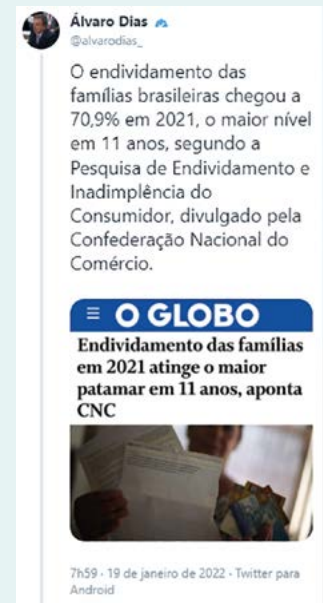 Álvaro Dias
@alvarodias_
O endividamento das
famílias brasileiras chegou a
70,9% em 2021, o maior nível
em 11 anos, segundo a
Pesquisa de Endividamento e
Inadimplência do
Consumidor, divulgado pela
Confederação Nacional do
Comércio.
O GLOBO
Endividamento das famílias
em 2021 atinge o maior
patamar em 11 anos, aponta
CNC
7h59 · 19 de janeiro de 2022 · Twitter para
Android